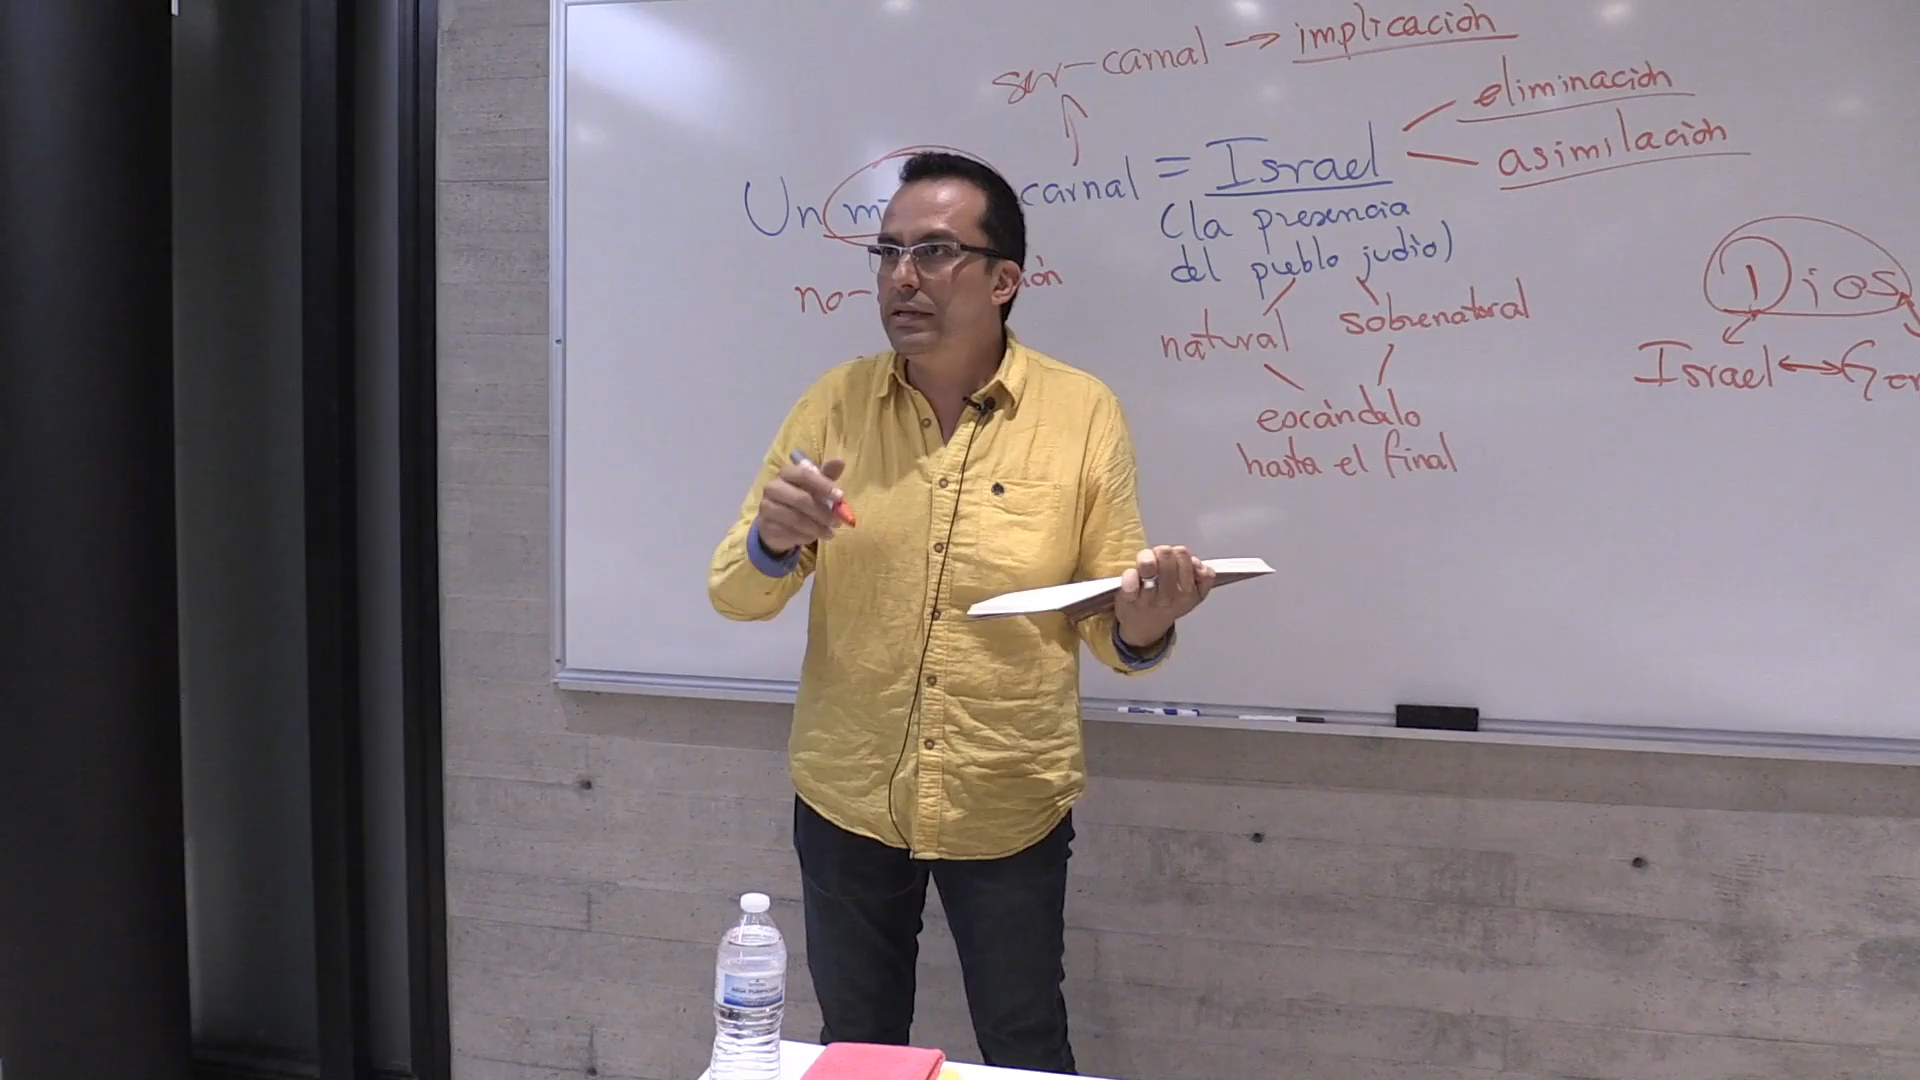 ser-carnal → implicación
eliminación
asimilación
Un carnal = Israel
(la presencia
del pueblo judío)
no-
natural sobrenatural
escándalo
hasta el final
Dios
Israel ↔